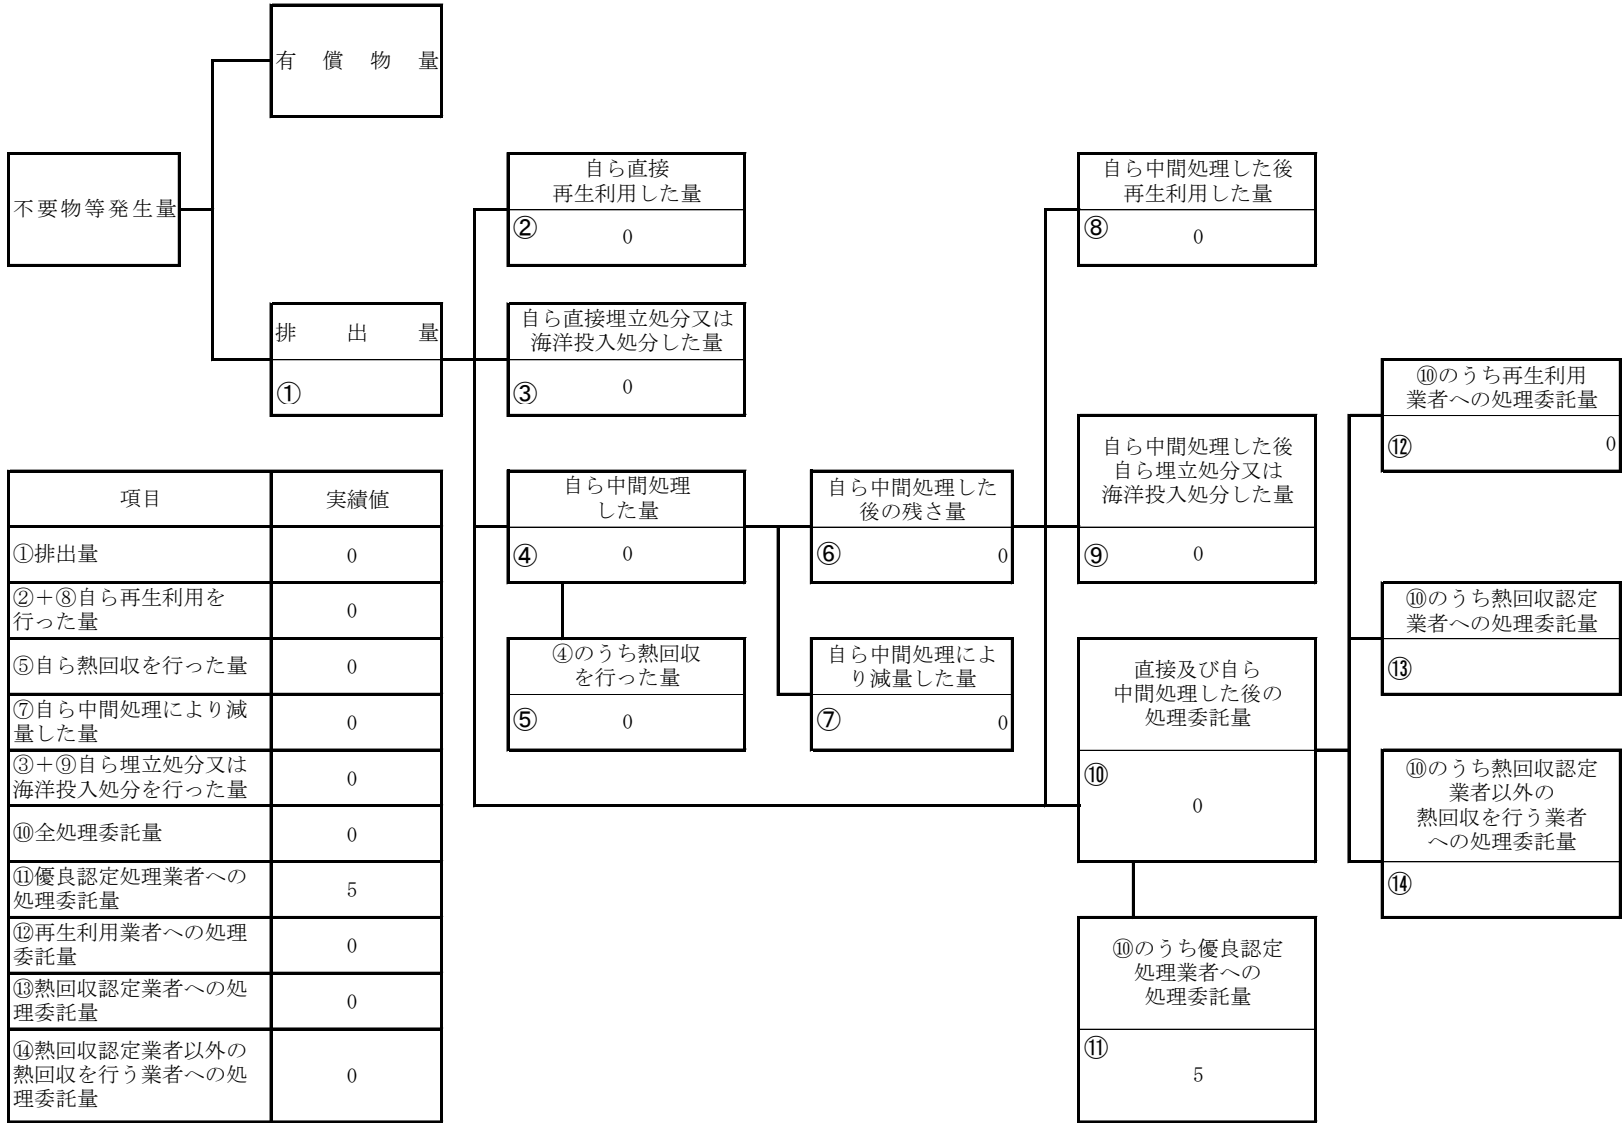 有償物量
不要物等発生量
排出量
①
自ら直接
再生利用した量
②
0
自ら直接埋立処分又は
海洋投入処分した量
③
0
自ら中間処理
した量
④
0
④のうち熱回収
を行った量
⑤
0
自ら中間処理した
後の残さ量
⑥
0
自ら中間処理によ
り減量した量
⑦
0
自ら中間処理した後
再生利用した量
⑧
0
自ら中間処理した後
自ら埋立処分又は
海洋投入処分した量
⑨
0
直接及び自ら
中間処理した後の
処理委託量
⑩
0
⑩のうち優良認定
処理業者への
処理委託量
⑪
5
⑩のうち再生利用
業者への処理委託量
⑫
0
⑩のうち熱回収認定
業者への処理委託量
⑬
⑩のうち熱回収認定
業者以外の
熱回収を行う業者
への処理委託量
⑭
項目 実績値
①排出量 0
②＋⑧自ら再生利用を
行った量
0
⑤自ら熱回収を行った量 0
⑦自ら中間処理により減
量した量
0
③＋⑨自ら埋立処分又は
海洋投入処分を行った量
0
⑩全処理委託量 0
⑪優良認定処理業者への
処理委託量
5
⑫再生利用業者への処理
委託量
0
⑬熱回収認定業者への処
理委託量
0
⑭熱回収認定業者以外の
熱回収を行う業者への処
理委託量
0